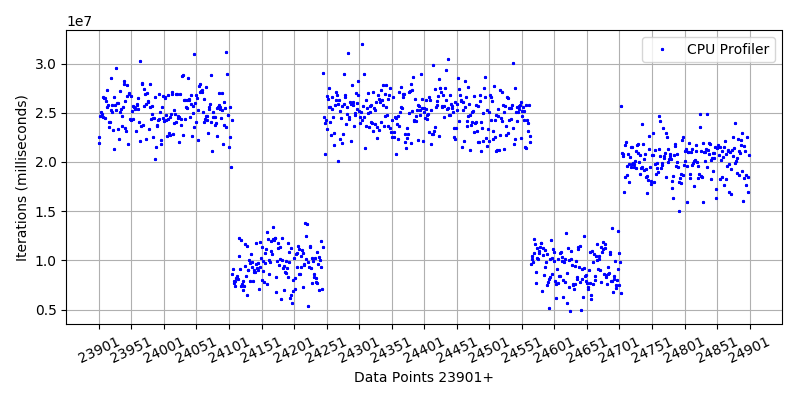 1e7
CPU Profiler
3.0
2.5
2.0
1.5
1.0
0.5
Iterations (milliseconds)
23901 23951 24001 24051 24101 24151 24201 24251 24301 24351 24401 24451 24501 24551 24601 24651 24701 24751 24801 24851 24901
Data Points 23901+